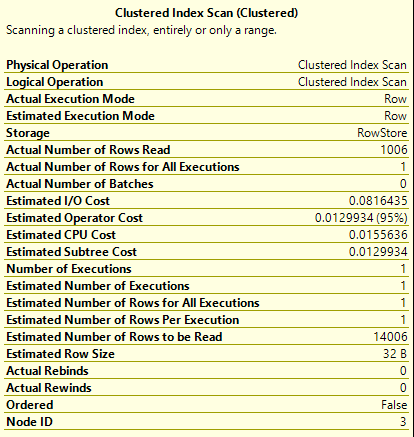 Clustered Index Scan (Clustered)
Scanning a clustered index, entirely or only a range.
Physical Operation Clustered Index Scan
Logical Operation Clustered Index Scan
Actual Execution Mode Row
Estimated Execution Mode Row
Storage RowStore
Actual Number of Rows Read 1006
Actual Number of Rows for All Executions 1
Actual Number of Batches 0
Estimated I/O Cost 0.0816435
Estimated Operator Cost 0.0129934 (95%)
Estimated CPU Cost 0.0155636
Estimated Subtree Cost 0.0129934
Number of Executions 1
Estimated Number of Executions 1
Estimated Number of Rows for All Executions 1
Estimated Number of Rows Per Execution 1
Estimated Number of Rows to be Read 14006
Estimated Row Size 32 B
Actual Rebinds 0
Actual Rewinds 0
Ordered False
Node ID 3